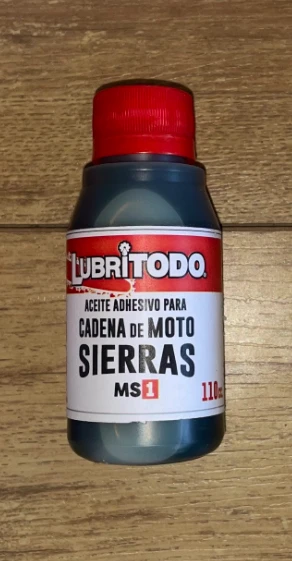 LUBRITODO
ACEITE ADHESIVO PARA
CADENA DE MOTO
SIERRAS
MS1
110cc